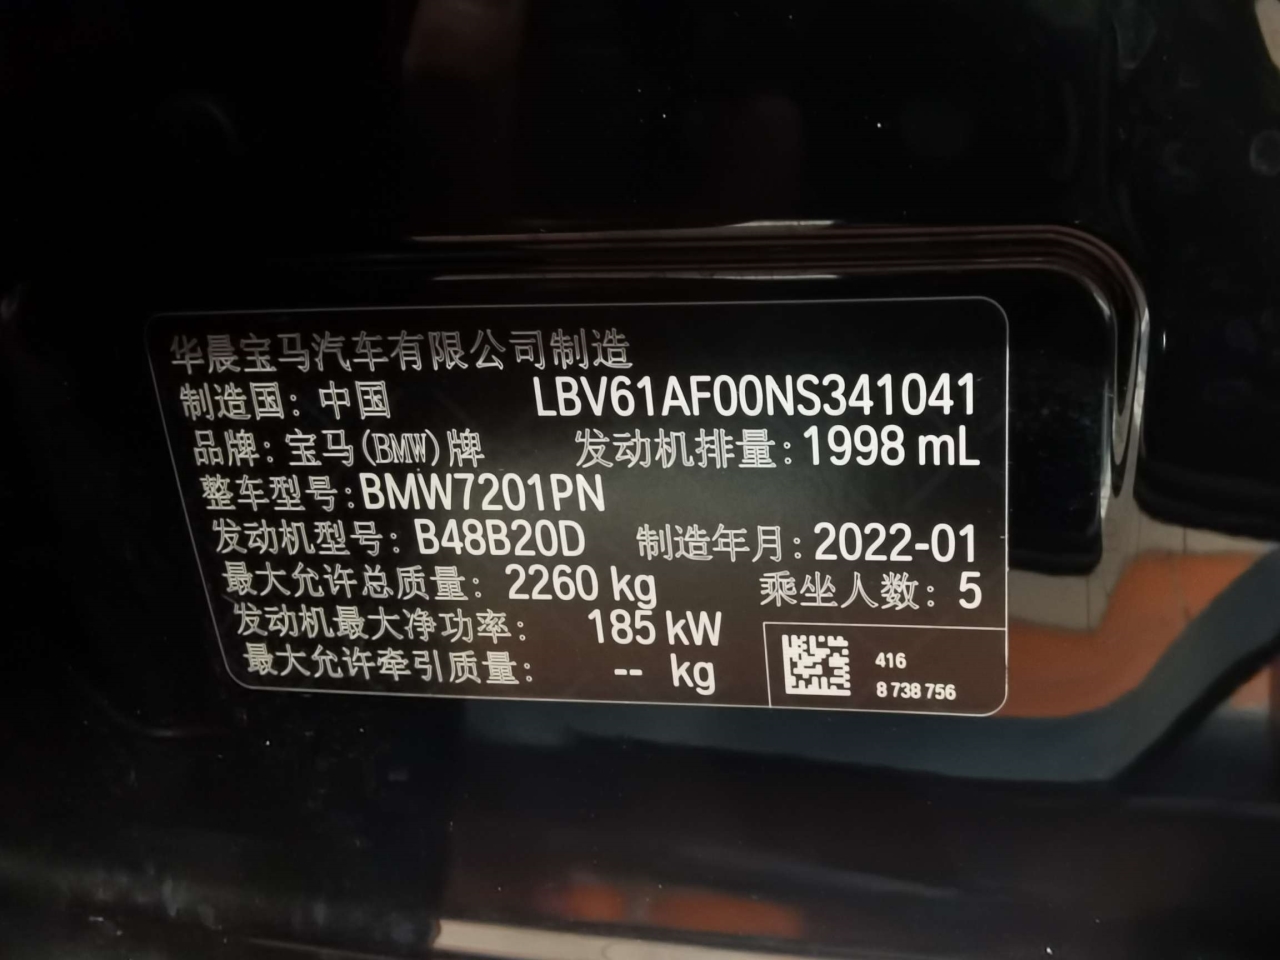 华晨宝马汽车有限公司制造
制造国：中国 LBV61AF00NS341041
品牌：宝马(BMW)牌 发动机排量：1998 mL
整车型号：BMW7201PN
发动机型号：B48B20D 制造年月：2022-01
最大允许总质量：2260 kg 乘坐人数：5
发动机最大净功率：185 kW
最大允许牵引质量：-- kg
416
8 738 756